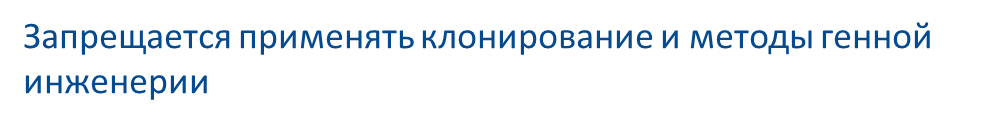 Запрещается применять клонирование и методы генной
инженерии